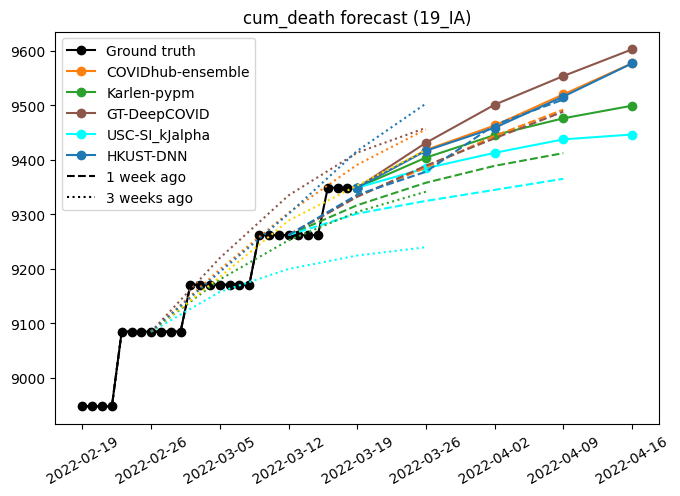 cum_death forecast (19_IA)
9600
9500
9400
9300
9200
9100
9000
Ground truth
COVIDhub-ensemble
Karlen-pypm
GT-DeepCOVID
USC-SI_kJalpha
HKUST-DNN
1 week ago
3 weeks ago
2022-02-19
2022-02-26
2022-03-05
2022-03-12
2022-03-19
2022-03-26
2022-04-02
2022-04-09
2022-04-16